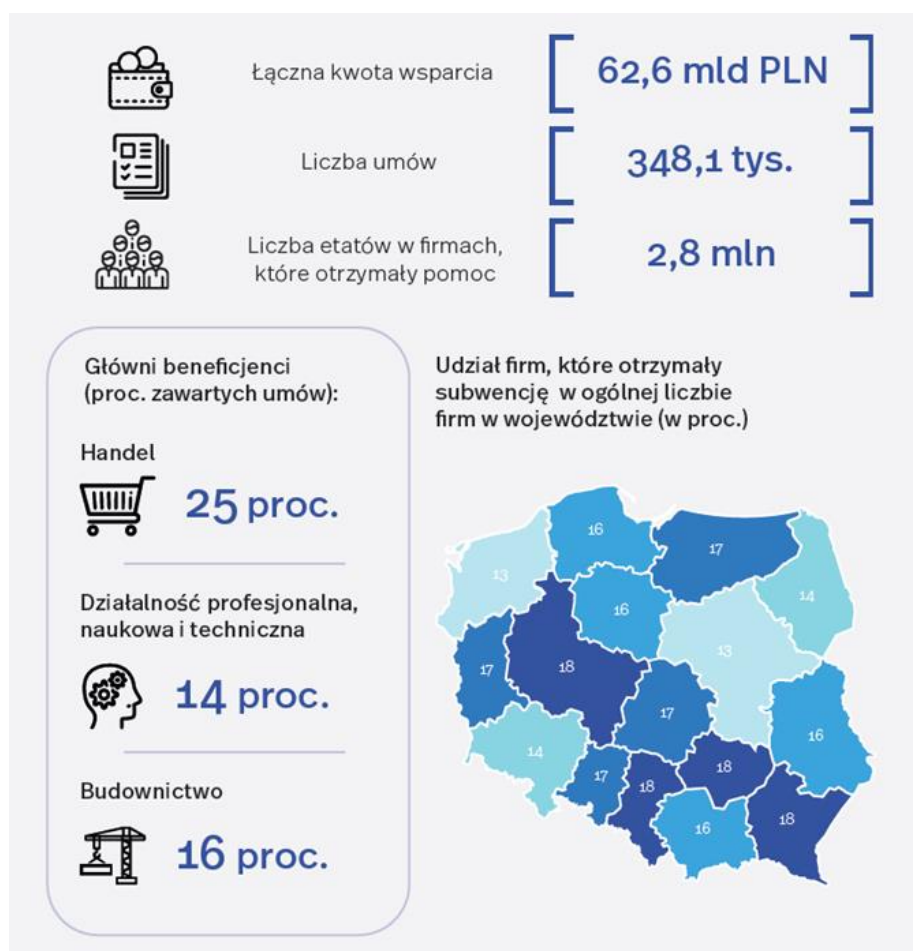 Łączna kwota wsparcia
62,6 mld PLN
Liczba umów
348,1 tys.
Liczba etatów w firmach,
które otrzymały pomoc
2,8 mln
Główni beneficjenci
(proc. zawartych umów):
Handel
25 proc.
Działalność profesjonalna,
naukowa i techniczna
14 proc.
Budownictwo
16 proc.
Udział firm, które otrzymały
subwencję w ogólnej liczbie
firm w województwie (w proc.)
16
17
13
14
16
13
17
18
17
16
14
17
18
18
18
16